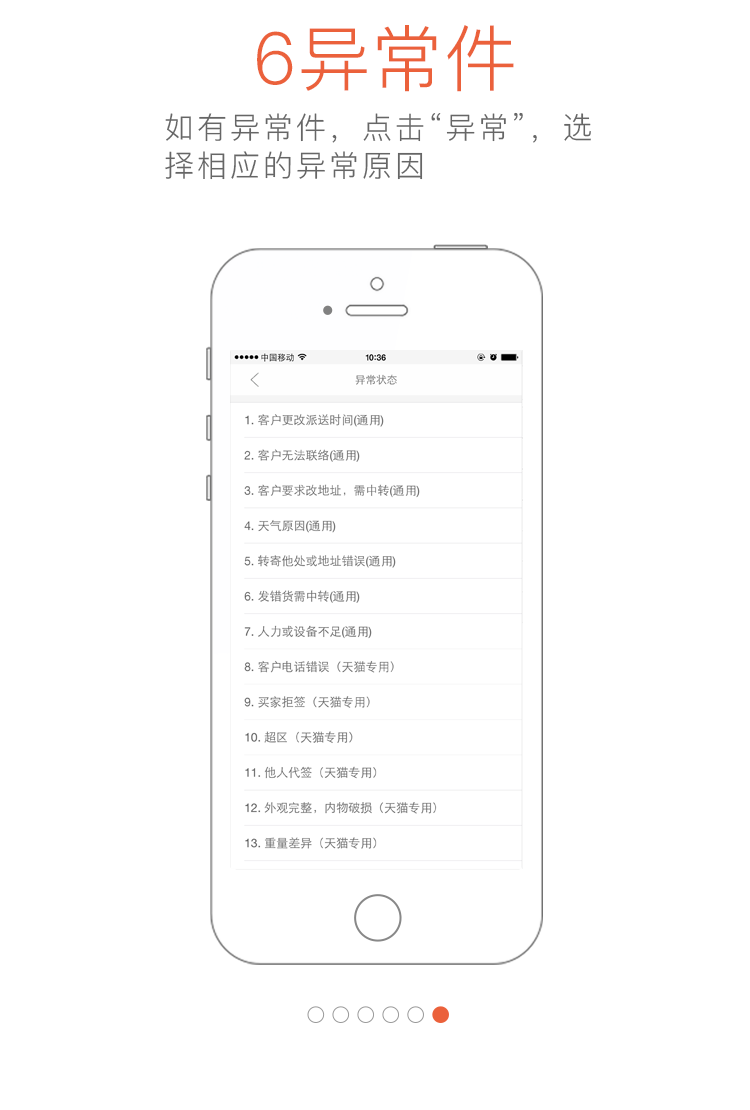 6异常件
如有异常件，点击“异常”，选
择相应的异常原因
中国移动 10:36
异常状态
1. 客户更改派送时间(通用)
2. 客户无法联络(通用)
3. 客户要求改地址，需中转(通用)
4. 天气原因(通用)
5. 转寄他处或地址错误(通用)
6. 发错货需中转(通用)
7. 人力或设备不足(通用)
8. 客户电话错误（天猫专用）
9. 买家拒签（天猫专用）
10. 超区（天猫专用）
11. 他人代签（天猫专用）
12. 外观完整，内物破损（天猫专用）
13. 重量差异（天猫专用）